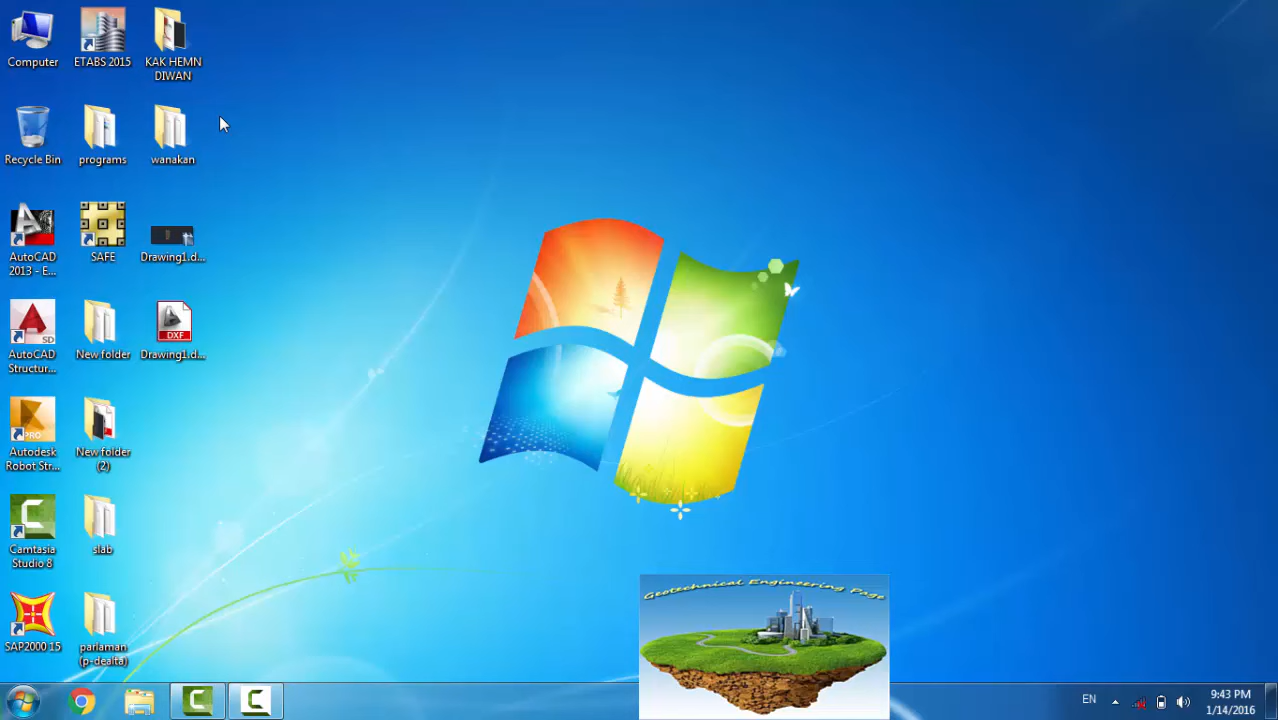 Computer
ETABS 2015
KAK HEMN
DIWAN
Recycle Bin
programs
wanakan
AutoCAD
2013 - E...
SAFE
Drawing1.d...
AutoCAD
Structur...
SD
New folder
DXF
Drawing1.d...
PRO
Autodesk
Robot Str...
New folder
(2)
Camtasia
Studio 8
slab
SAP2000 15
parlaman
(p-dealta)
Geotechnical Engineering Page
EN
9:43 PM
1/14/2016